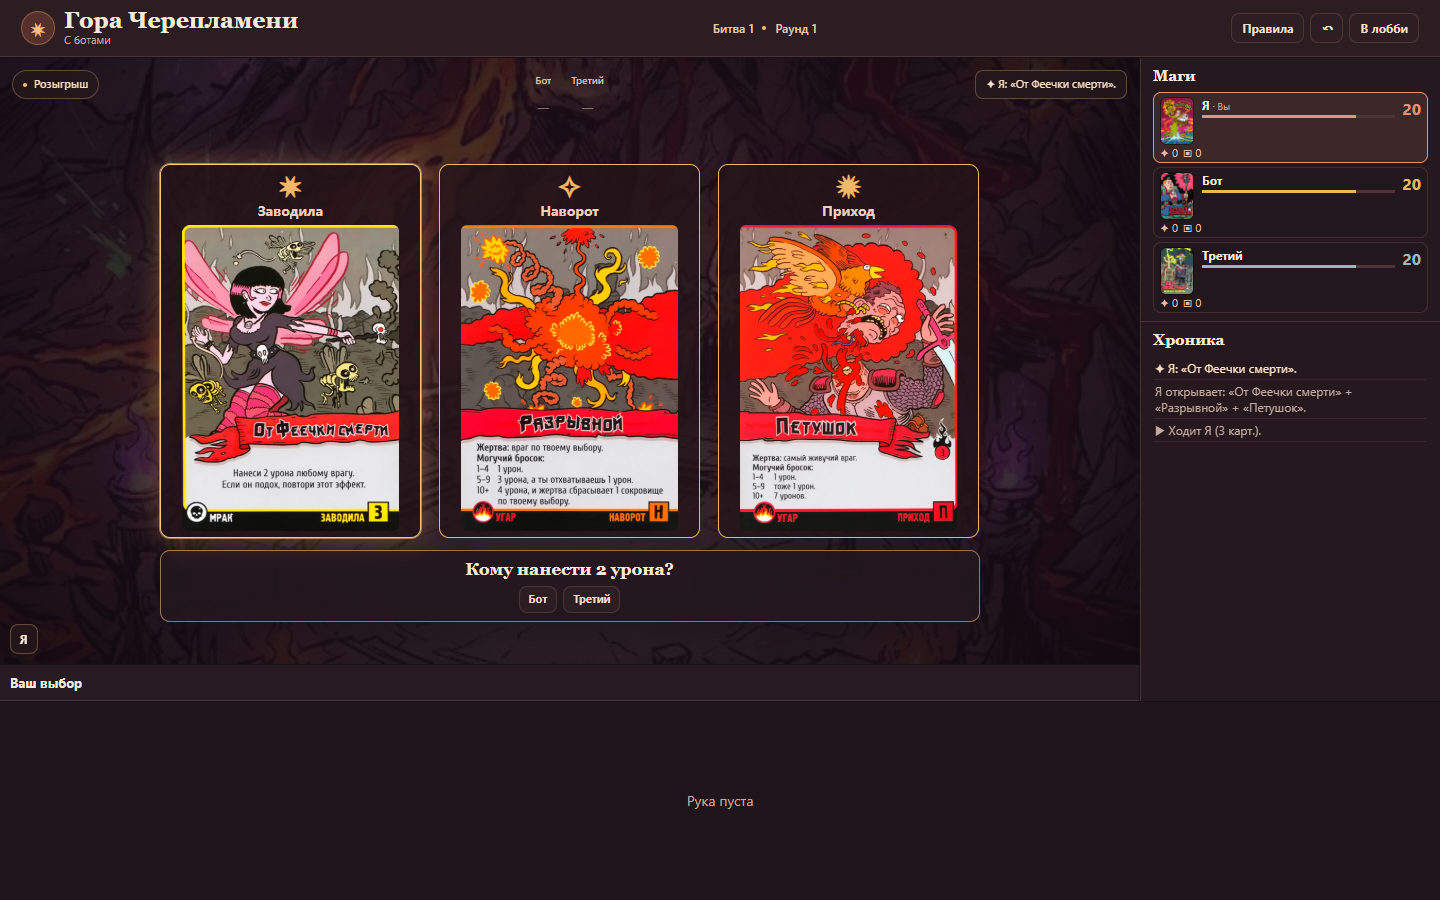 Гора Черепламени
С ботами
Битва 1 • Раунд 1
Правила
В лобби
Розыгрыш
Бот
Третий
—
—
✦ Я: «От Феечки смерти».
Заводила
Наворот
Приход
От Феечки смерти
Нанеси 2 урона любому врагу.
Если он подох, повтори этот эффект.
МРАК
ЗАВОДИЛА 3
Разрывной
Жертва: враг по твоему выбору.
Могучий бросок:
1–4 1 урон.
5–9 3 урона, а ты отхватываешь 1 урон.
10+ 4 урона, и жертва сбрасывает 1 сокровище
по твоему выбору.
УГАР
НАВОРОТ Н
Петушок
3
Жертва: самый живучий враг.
Могучий бросок:
1–4 1 урон.
5–9 тоже 1 урон.
10+ 7 уронов.
УГАР
ПРИХОД П
Кому нанести 2 урона?
Бот
Третий
Я
Ваш выбор
Рука пуста
Маги
Я · Вы
20
✦ 0 ▣ 0
Бот
20
✦ 0 ▣ 0
Третий
20
✦ 0 ▣ 0
Хроника
✦ Я: «От Феечки смерти».
Я открывает: «От Феечки смерти» +
«Разрывной» + «Петушок».
▶ Ходит Я (3 карт.).